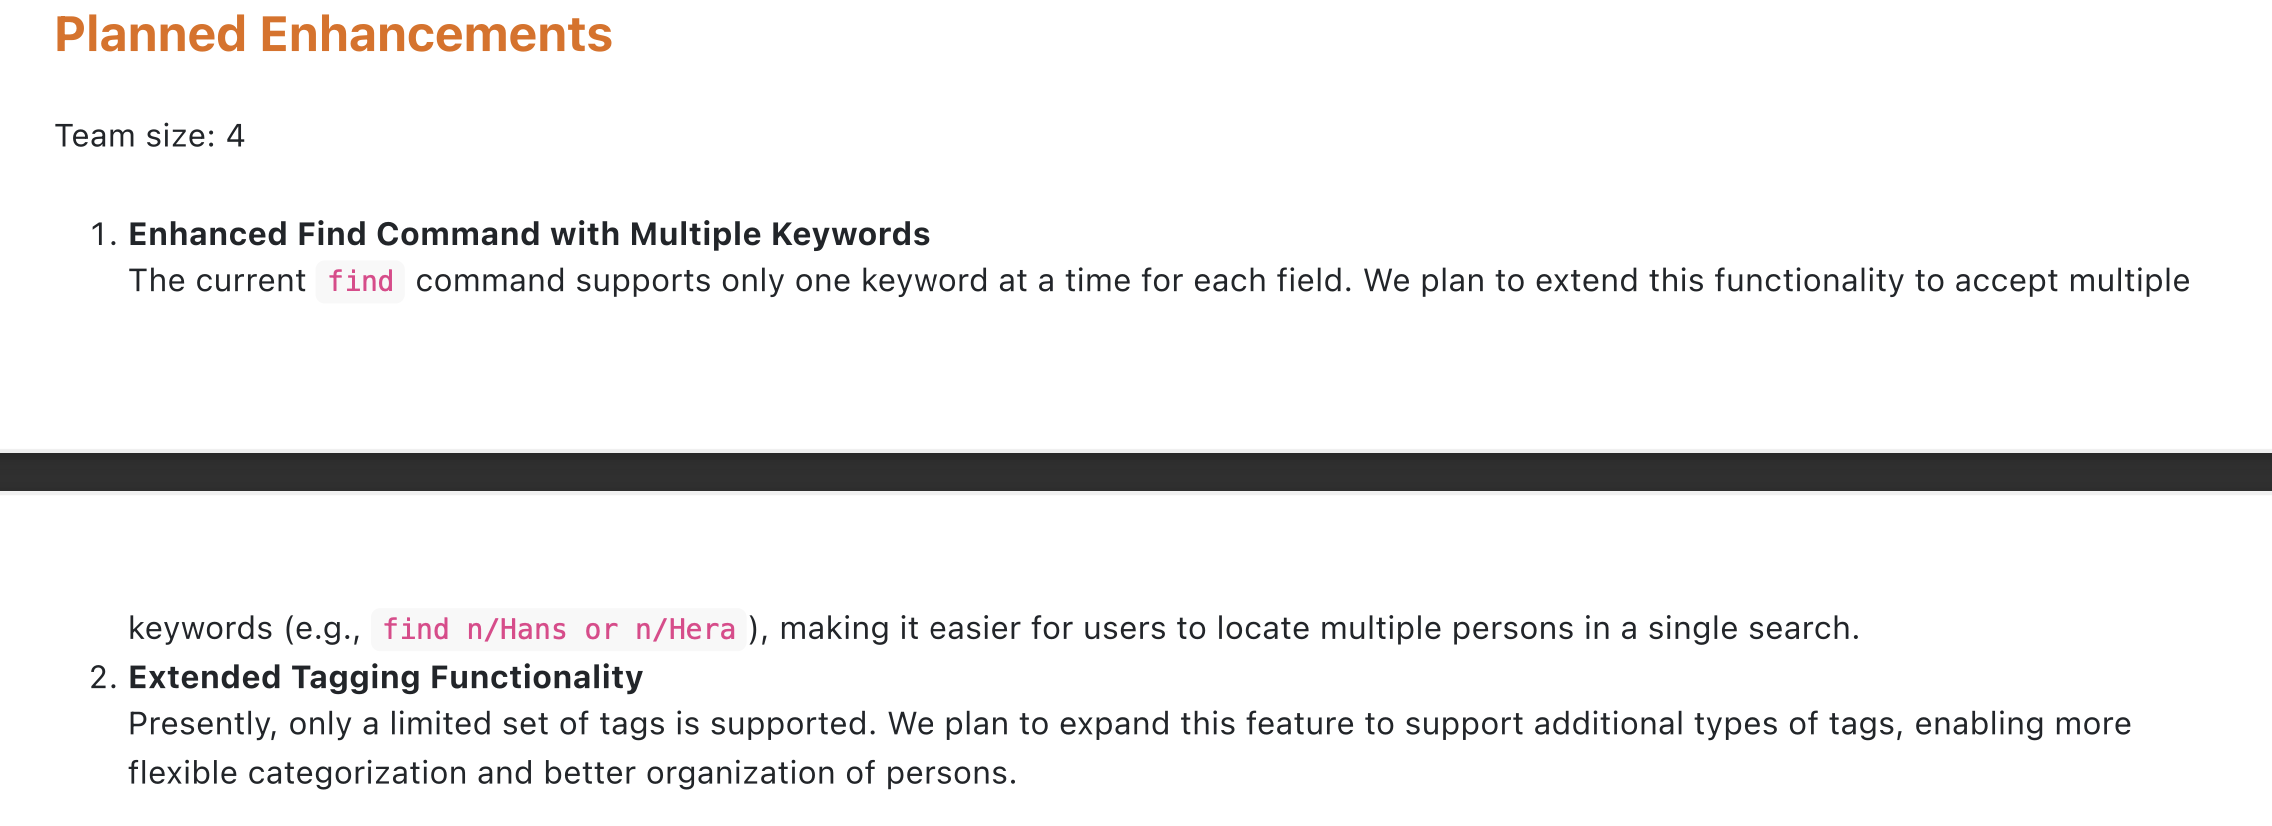 Planned Enhancements
Team size: 4
1. Enhanced Find Command with Multiple Keywords
The current find command supports only one keyword at a time for each field. We plan to extend this functionality to accept multiple
keywords (e.g., find n/Hans or n/Hera ), making it easier for users to locate multiple persons in a single search.
2. Extended Tagging Functionality
Presently, only a limited set of tags is supported. We plan to expand this feature to support additional types of tags, enabling more
flexible categorization and better organization of persons.